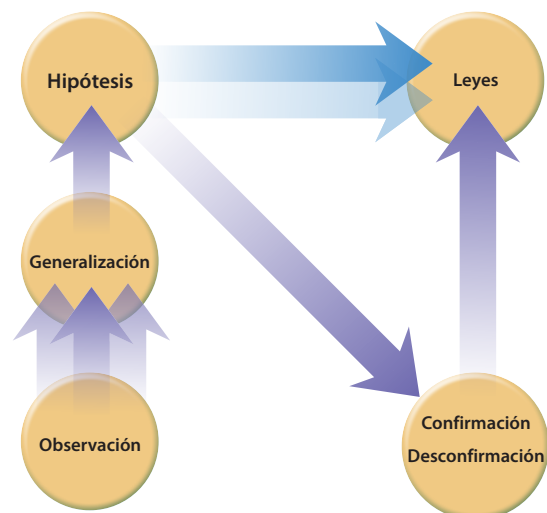 Hipótesis
Leyes
Generalización
Observación
Confirmación
Desconfirmación